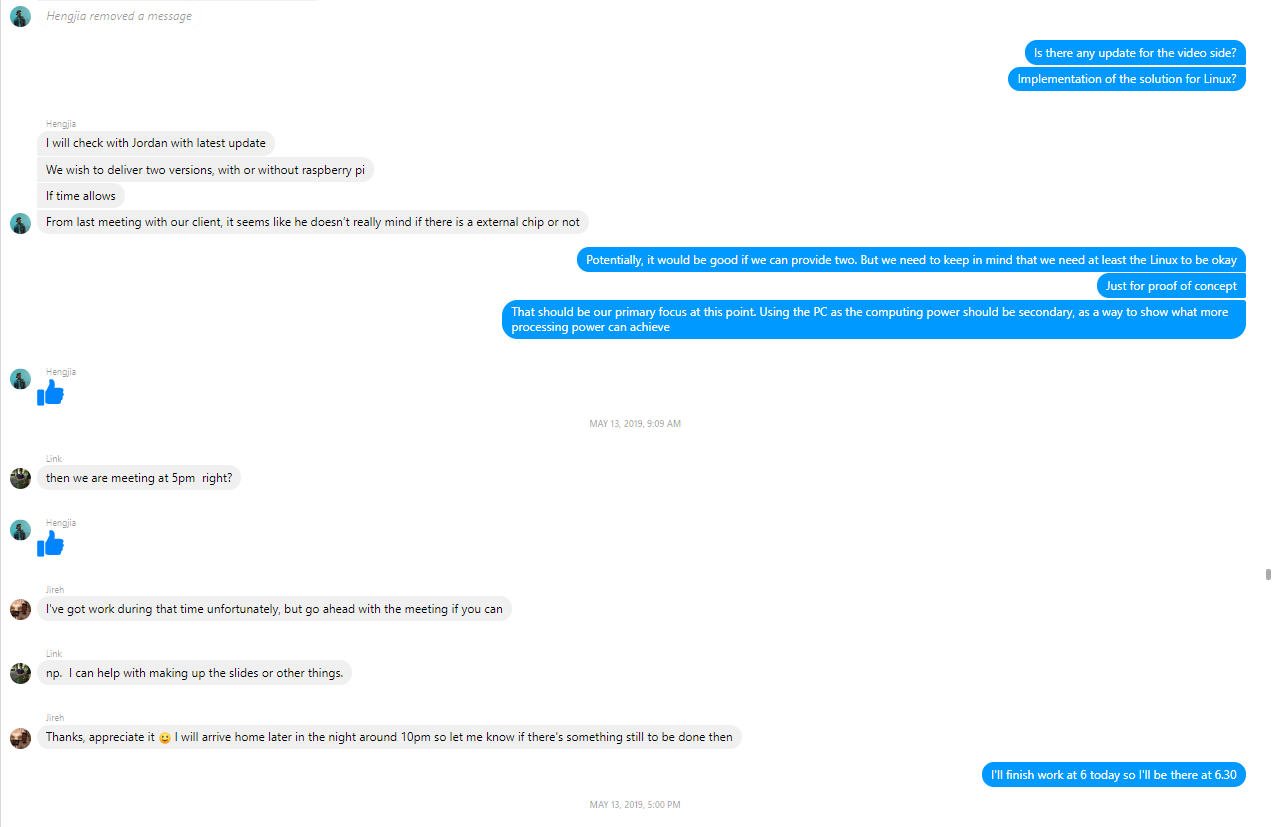 Hengjia removed a message
Is there any update for the video side?
Implementation of the solution for Linux?
Hengjia
I will check with Jordan with latest update
We wish to deliver two versions, with or without raspberry pi
If time allows
From last meeting with our client, it seems like he doesn't really mind if there is a external chip or not
Potentially, it would be good if we can provide two. But we need to keep in mind that we need at least the Linux to be okay
Just for proof of concept
That should be our primary focus at this point. Using the PC as the computing power should be secondary, as a way to show what more
processing power can achieve
Hengjia
MAY 13, 2019, 9:09 AM
Link
then we are meeting at 5pm  right?
Hengjia
Jireh
I've got work during that time unfortunately, but go ahead with the meeting if you can
Link
np.  I can help with making up the slides or other things.
Jireh
Thanks, appreciate it 🙂 I will arrive home later in the night around 10pm so let me know if there's something still to be done then
I'll finish work at 6 today so I'll be there at 6.30
MAY 13, 2019, 5:00 PM